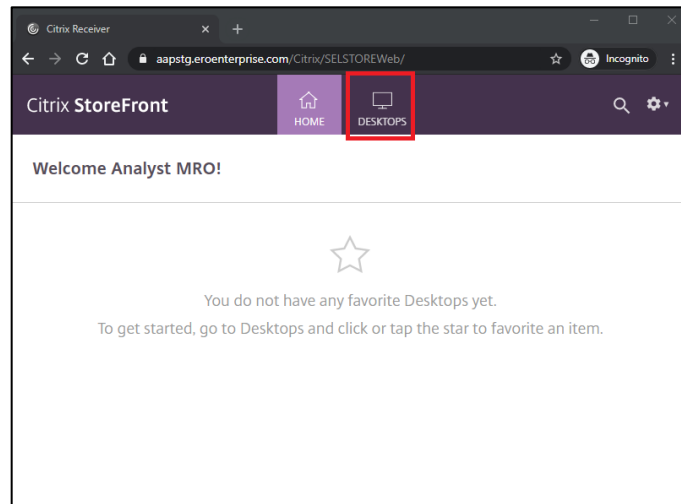 Citrix Receiver
aapstg.eroenterprise.com/Citrix/SELSTOREWeb/
Incognito
Citrix StoreFront
HOME
DESKTOPS
Welcome Analyst MRO!
You do not have any favorite Desktops yet.
To get started, go to Desktops and click or tap the star to favorite an item.